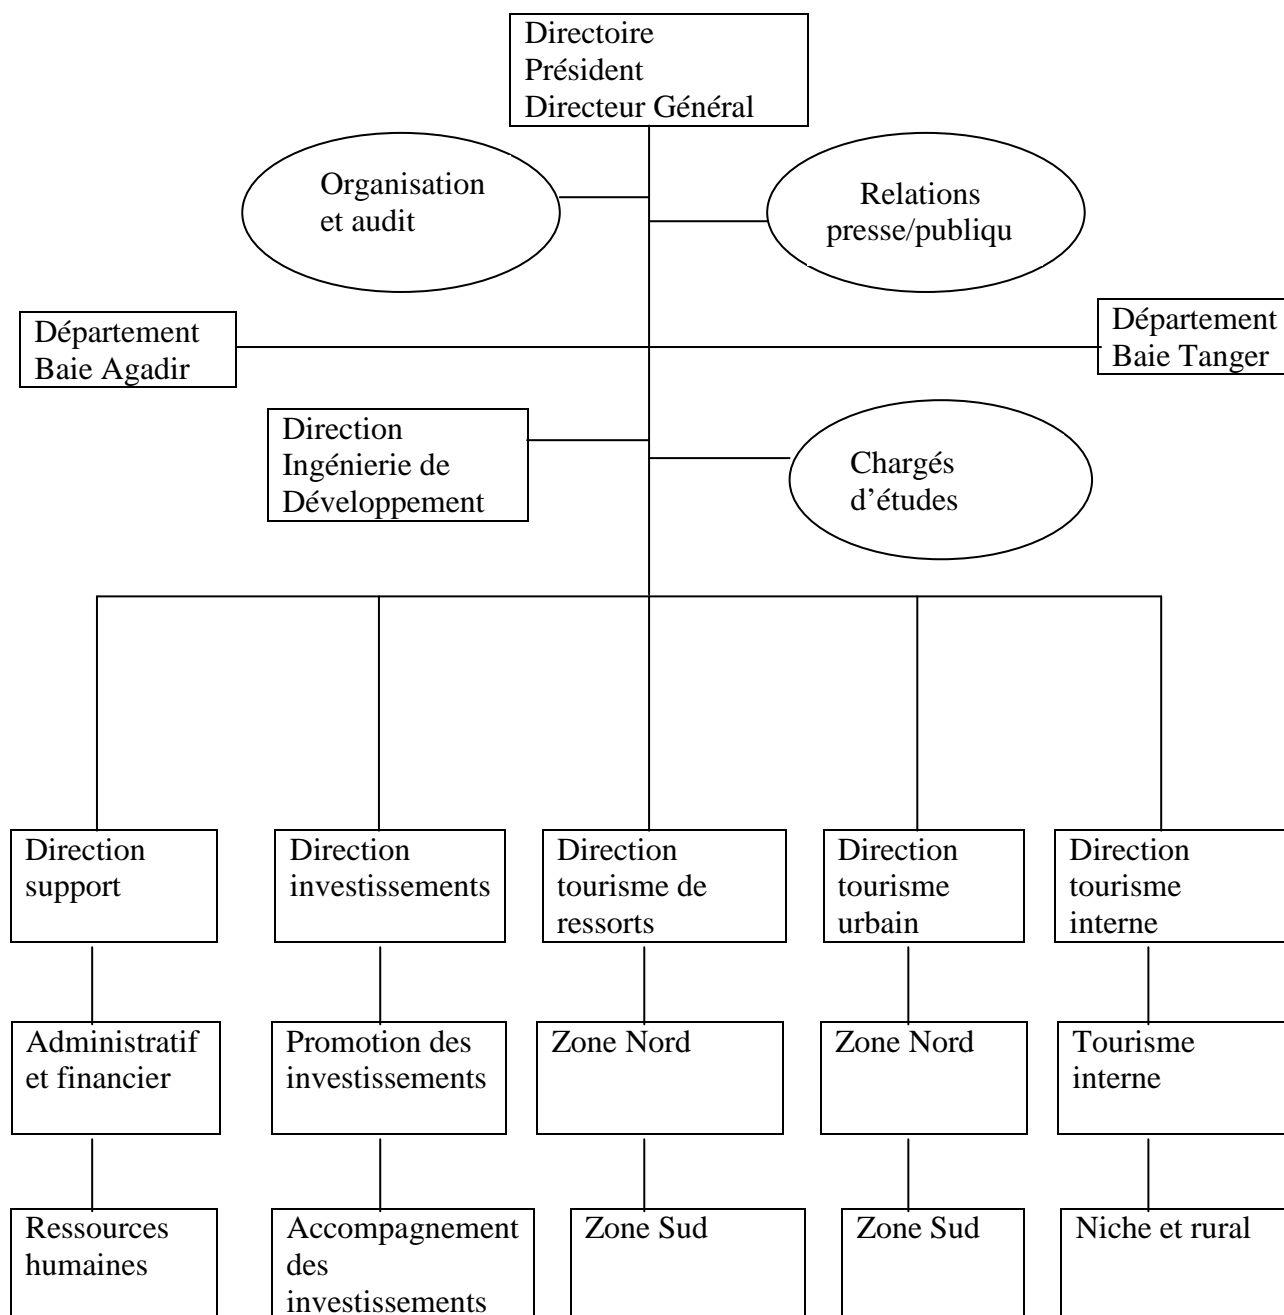 Directoire
Président
Directeur Général
Organisation
et audit
Relations
presse/publiqu
Département
Baie Agadir
Département
Baie Tanger
Direction
Ingénierie de
Développement
Chargés
d’études
Direction
support
Direction
investissements
Direction
tourisme de
ressorts
Direction
tourisme
urbain
Direction
tourisme
interne
Administratif
et financier
Promotion des
investissements
Zone Nord
Zone Nord
Tourisme
interne
Ressources
humaines
Accompagnement
des
investissements
Zone Sud
Zone Sud
Niche et rural